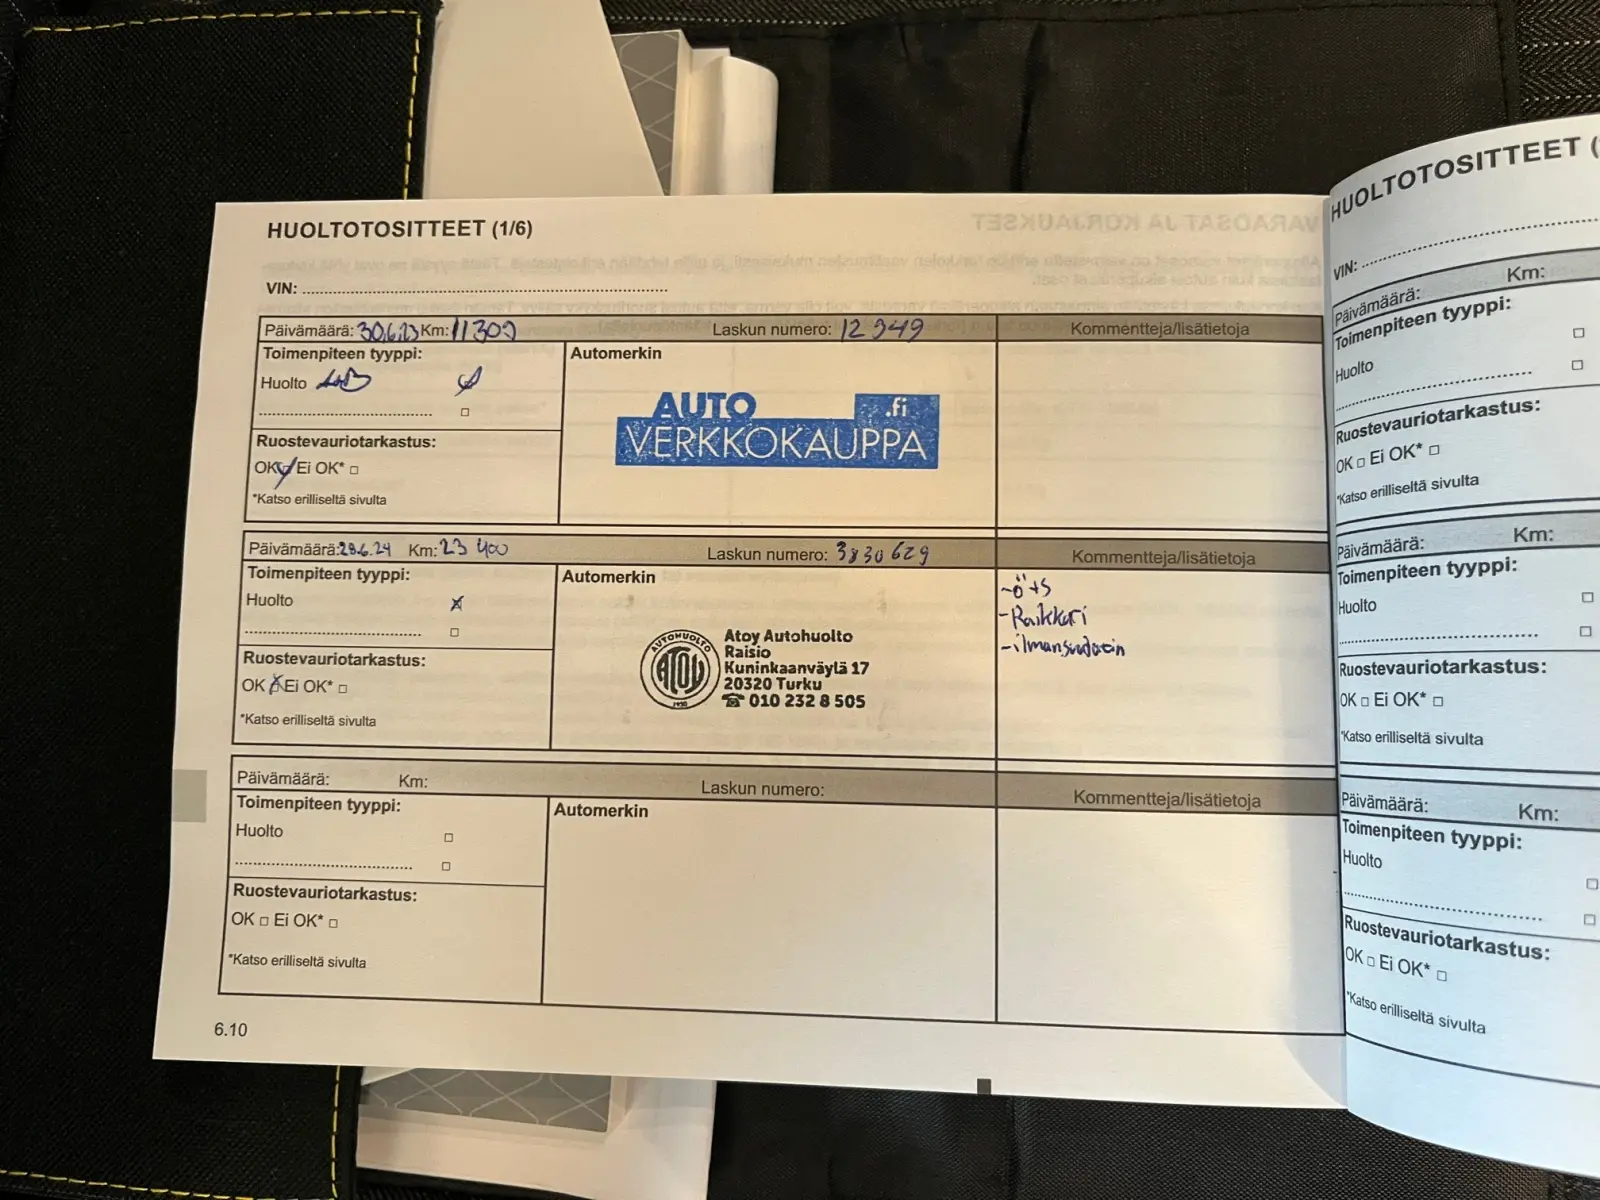 HUOLTOTOSITTEET (1/6)
VIN:
Päivämäärä: 30.6.23 Km: 11300 Laskun numero: 12949 Kommentteja/lisätietoja
Toimenpiteen tyyppi:
Automerkin
Huolto
AUTO .fi
VERKKOKAUPPA
Ruostevauriotarkastus:
OK □ Ei OK* □
*Katso erilliseltä sivulta
Päivämäärä: 28.6.24 Km: 23 400 Laskun numero: 3830629 Kommentteja/lisätietoja
Toimenpiteen tyyppi:
Automerkin
Huolto
Ruostevauriotarkastus:
OK □ Ei OK* □
*Katso erilliseltä sivulta
AUTOHUOLTO
ATOY
1930
Atoy Autohuolto
Raisio
Kuninkaanväylä 17
20320 Turku
☎ 010 232 8 505
-ö+s
-Raikkari
Päivämäärä: Km: Laskun numero: Kommentteja/lisätietoja
Toimenpiteen tyyppi:
Automerkin
Huolto
Ruostevauriotarkastus:
OK □ Ei OK* □
*Katso erilliseltä sivulta
6.10
HUOLTOTOSITTEET (
VIN:
Päivämäärä: Km:
Toimenpiteen tyyppi:
Huolto
Ruostevauriotarkastus:
OK □ Ei OK* □
*Katso erilliseltä sivulta
Päivämäärä: Km:
Toimenpiteen tyyppi:
Huolto
Ruostevauriotarkastus:
OK □ Ei OK* □
*Katso erilliseltä sivulta
Päivämäärä: Km:
Toimenpiteen tyyppi:
Huolto
Ruostevauriotarkastus:
OK □ Ei OK* □
*Katso erilliseltä sivulta